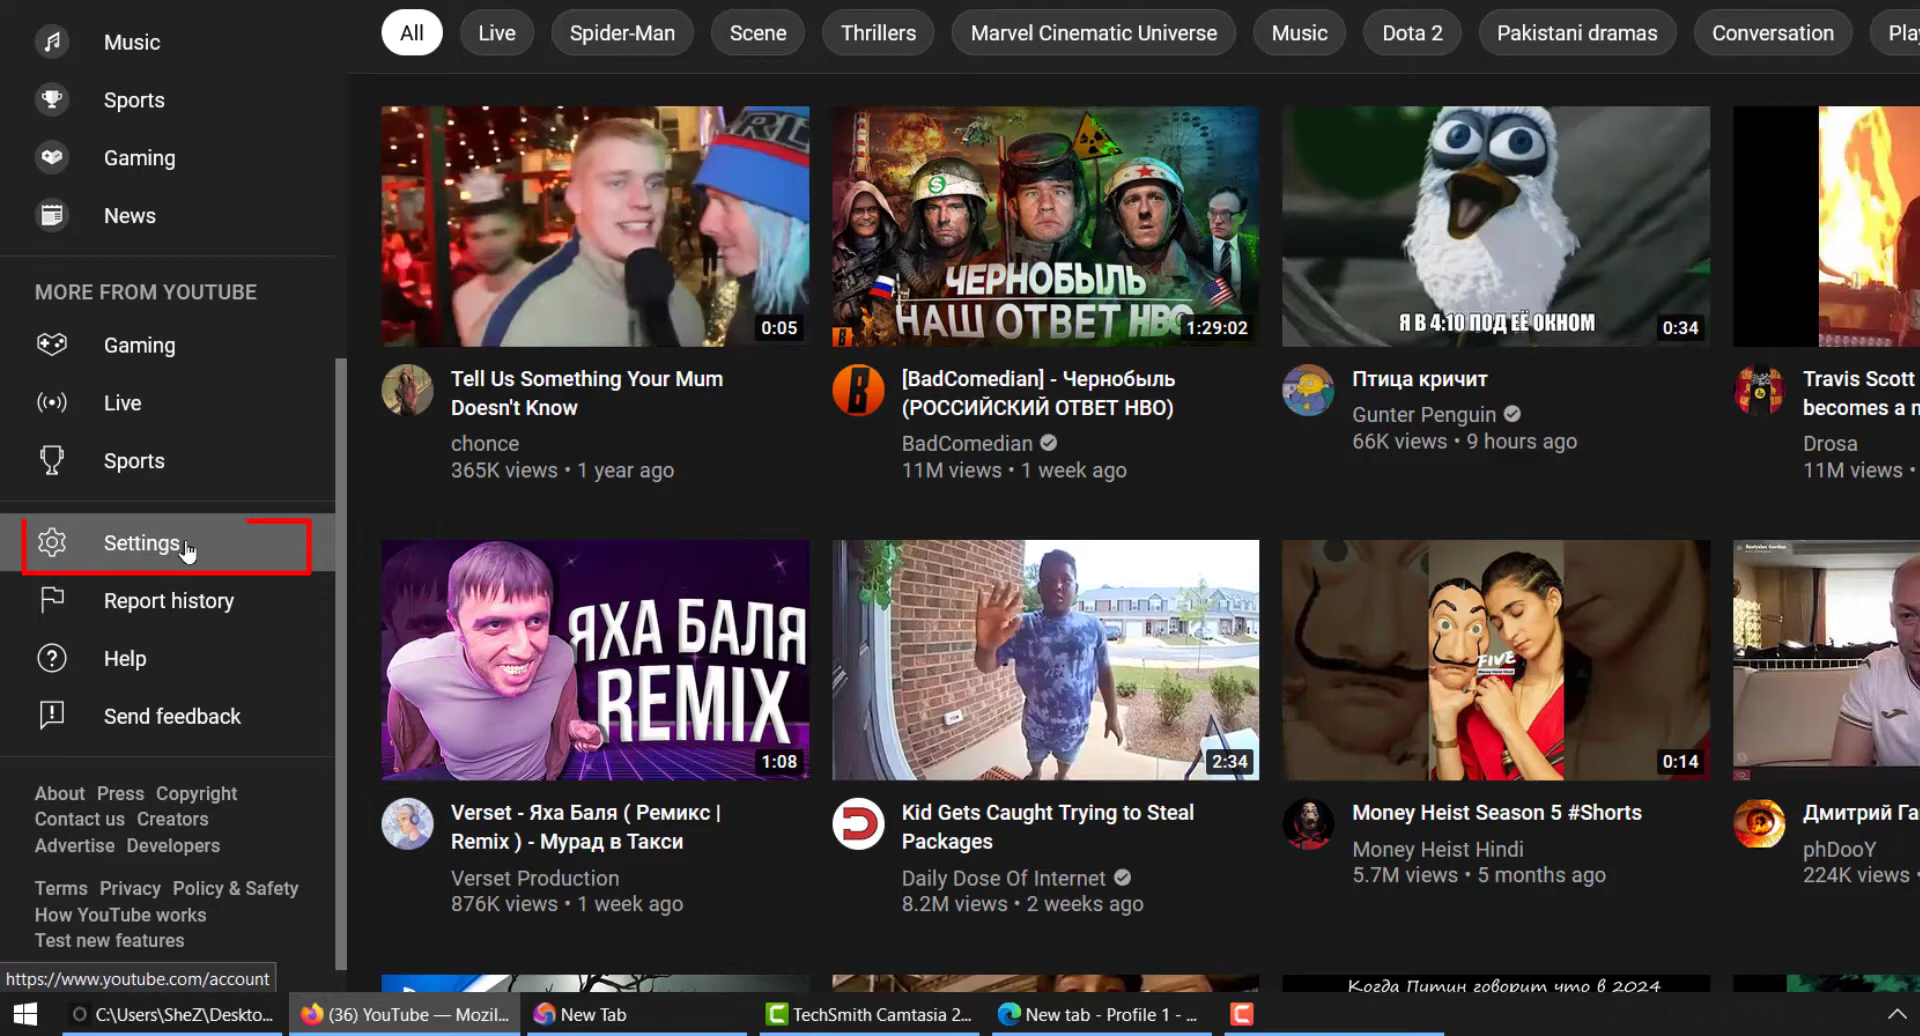 Music
Sports
Gaming
News
MORE FROM YOUTUBE
Gaming
Live
Sports
Settings
Report history
Help
Send feedback
About Press Copyright
Contact us Creators
Advertise Developers
Terms Privacy Policy & Safety
How YouTube works
Test new features
https://www.youtube.com/account
All Live Spider-Man Scene Thrillers Marvel Cinematic Universe Music Dota 2 Pakistani dramas Conversation
0:05
Tell Us Something Your Mum
Doesn't Know
chonce
365K views • 1 year ago
ЧЕРНОБЫЛЬ
НАШ ОТВЕТ HBO
1:29:02
[BadComedian] - Чернобыль
(РОССИЙСКИЙ ОТВЕТ HBO)
BadComedian
11M views • 1 week ago
Я В 4:10 ПОД ЕЁ ОКНОМ
0:34
Птица кричит
Gunter Penguin
66K views • 9 hours ago
Travis Scott
becomes a
Drosa
11M views •
ЯХА БАЛЯ
REMIX
1:08
Verset - Яха Баля ( Ремикс |
Remix ) - Мурад в Такси
Verset Production
876K views • 1 week ago
2:34
Kid Gets Caught Trying to Steal
Packages
Daily Dose Of Internet
8.2M views • 2 weeks ago
FIVE
0:14
Money Heist Season 5 #Shorts
Money Heist Hindi
5.7M views • 5 months ago
Дмитрий
phDooY
224K views •
Когда Путин говорит что в 2024
C:\Users\SheZ\Deskto...
(36) YouTube — Mozil...
New Tab
TechSmith Camtasia 2...
New tab - Profile 1 - ...